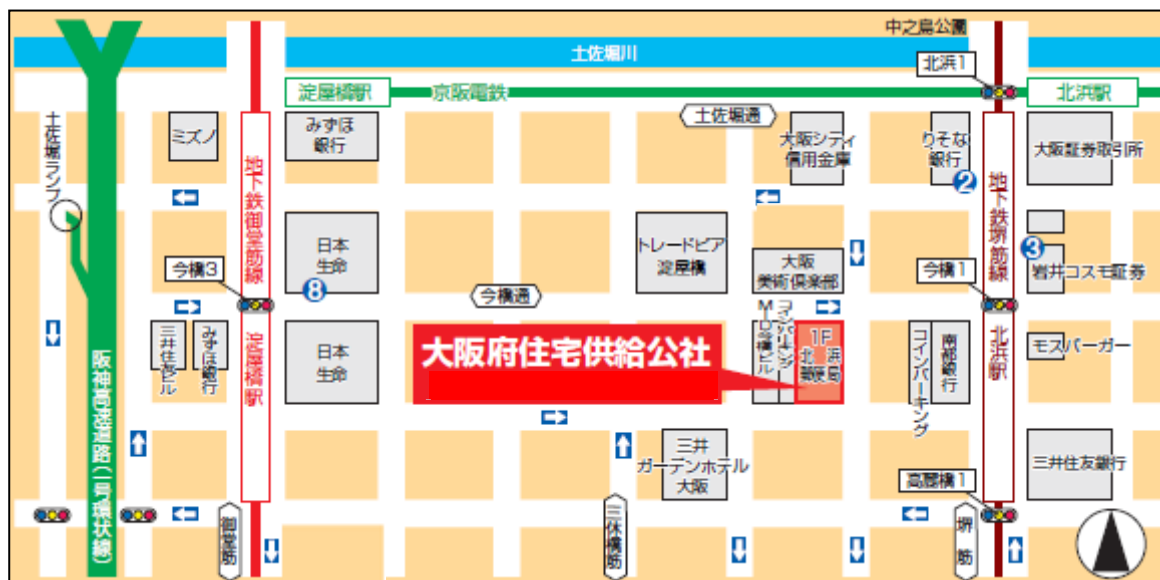 中之島公園
土佐堀川
北浜1
淀屋橋駅
京阪電鉄
北浜駅
土佐堀ランプ
ミズノ
みずほ
銀行
土佐堀通
大阪シティ
信用金庫
りそな
銀行
大阪証券取引所
2
地下鉄御堂筋線
地下鉄堺筋線
日本
生命
8
トレードピア
淀屋橋
大阪
美術倶楽部
3
岩井コスモ証券
今橋3
今橋通
今橋1
三井住友ビル
みずほ
銀行
淀屋橋駅
日本
生命
大阪府住宅供給公社
MID今橋ビル
コインパーキング
1F
北浜
郵便局
コインパーキング
南都銀行
北浜駅
モスバーガー
阪神高速道路(一号環状線)
三井
ガーデンホテル
大阪
三井住友銀行
高麗橋1
御堂筋
三休橋筋
堺筋